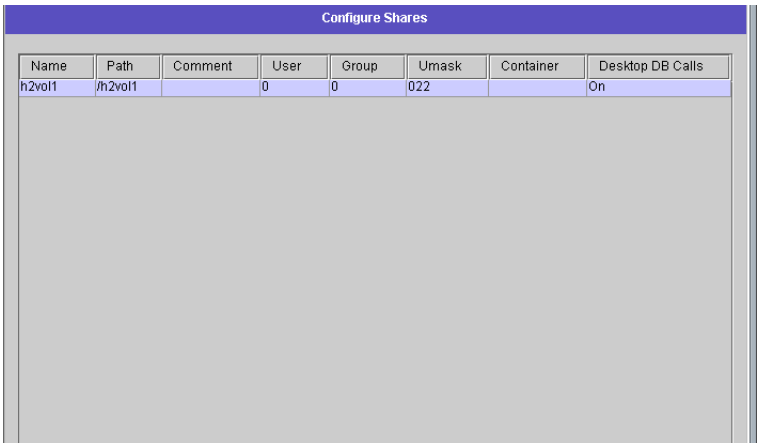 Configure Shares
Name Path Comment User Group Umask Container Desktop DB Calls
h2vol1 /h2vol1 0 0 022 On